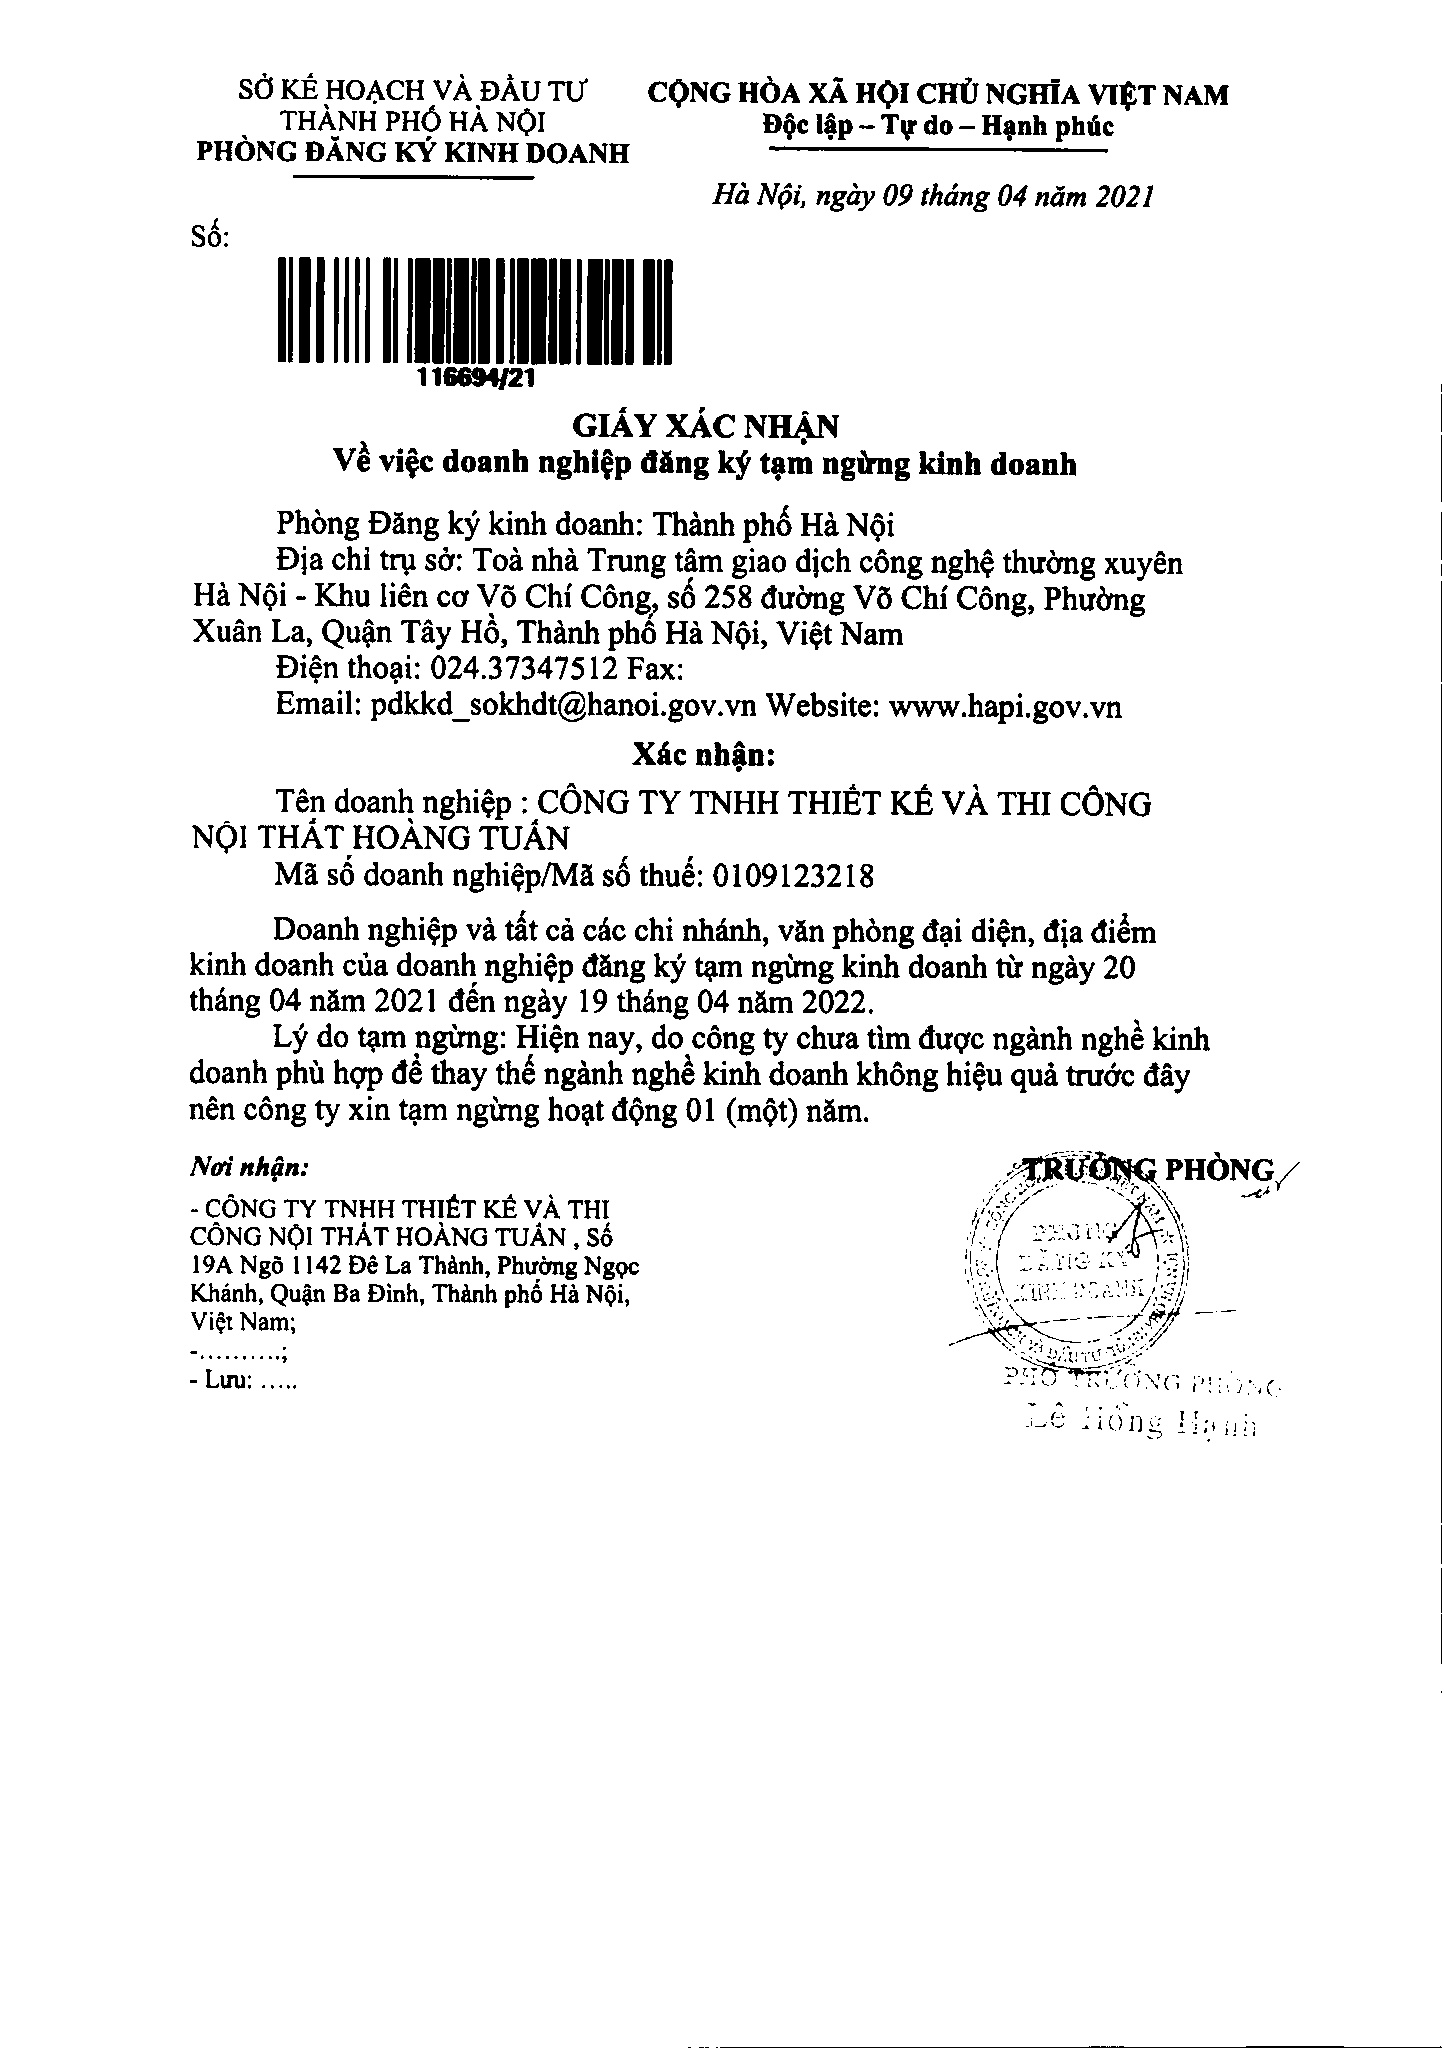 SỞ KẾ HOẠCH VÀ ĐẦU TƯ
THÀNH PHỐ HÀ NỘI
PHÒNG ĐĂNG KÝ KINH DOANH
CỘNG HÒA XÃ HỘI CHỦ NGHĨA VIỆT NAM
Độc lập – Tự do – Hạnh phúc
Hà Nội, ngày 09 tháng 04 năm 2021
Số:
116694/21
GIẤY XÁC NHẬN
Về việc doanh nghiệp đăng ký tạm ngừng kinh doanh
Phòng Đăng ký kinh doanh: Thành phố Hà Nội
Địa chỉ trụ sở: Toà nhà Trung tâm giao dịch công nghệ thường xuyên
Hà Nội - Khu liên cơ Võ Chí Công, số 258 đường Võ Chí Công, Phường
Xuân La, Quận Tây Hồ, Thành phố Hà Nội, Việt Nam
Điện thoại: 024.37347512 Fax:
Email: pdkkd_sokhdt@hanoi.gov.vn Website: www.hapi.gov.vn
Xác nhận:
Tên doanh nghiệp : CÔNG TY TNHH THIẾT KẾ VÀ THI CÔNG
NỘI THẤT HOÀNG TUẤN
Mã số doanh nghiệp/Mã số thuế: 0109123218
Doanh nghiệp và tất cả các chi nhánh, văn phòng đại diện, địa điểm
kinh doanh của doanh nghiệp đăng ký tạm ngừng kinh doanh từ ngày 20
tháng 04 năm 2021 đến ngày 19 tháng 04 năm 2022.
Lý do tạm ngừng: Hiện nay, do công ty chưa tìm được ngành nghề kinh
doanh phù hợp để thay thế ngành nghề kinh doanh không hiệu quả trước đây
nên công ty xin tạm ngừng hoạt động 01 (một) năm.
Nơi nhận:
- CÔNG TY TNHH THIẾT KẾ VÀ THI
CÔNG NỘI THẤT HOÀNG TUẤN , Số
19A Ngõ 1142 Đê La Thành, Phường Ngọc
Khánh, Quận Ba Đình, Thành phố Hà Nội,
Việt Nam;
-..........;
- Lưu: .....
TRƯỞNG PHÒNG
PHÒNG
ĐĂNG KÝ
KINH DOANH
PHÓ TRƯỞNG PHÒNG
Lê Hồng Hạnh